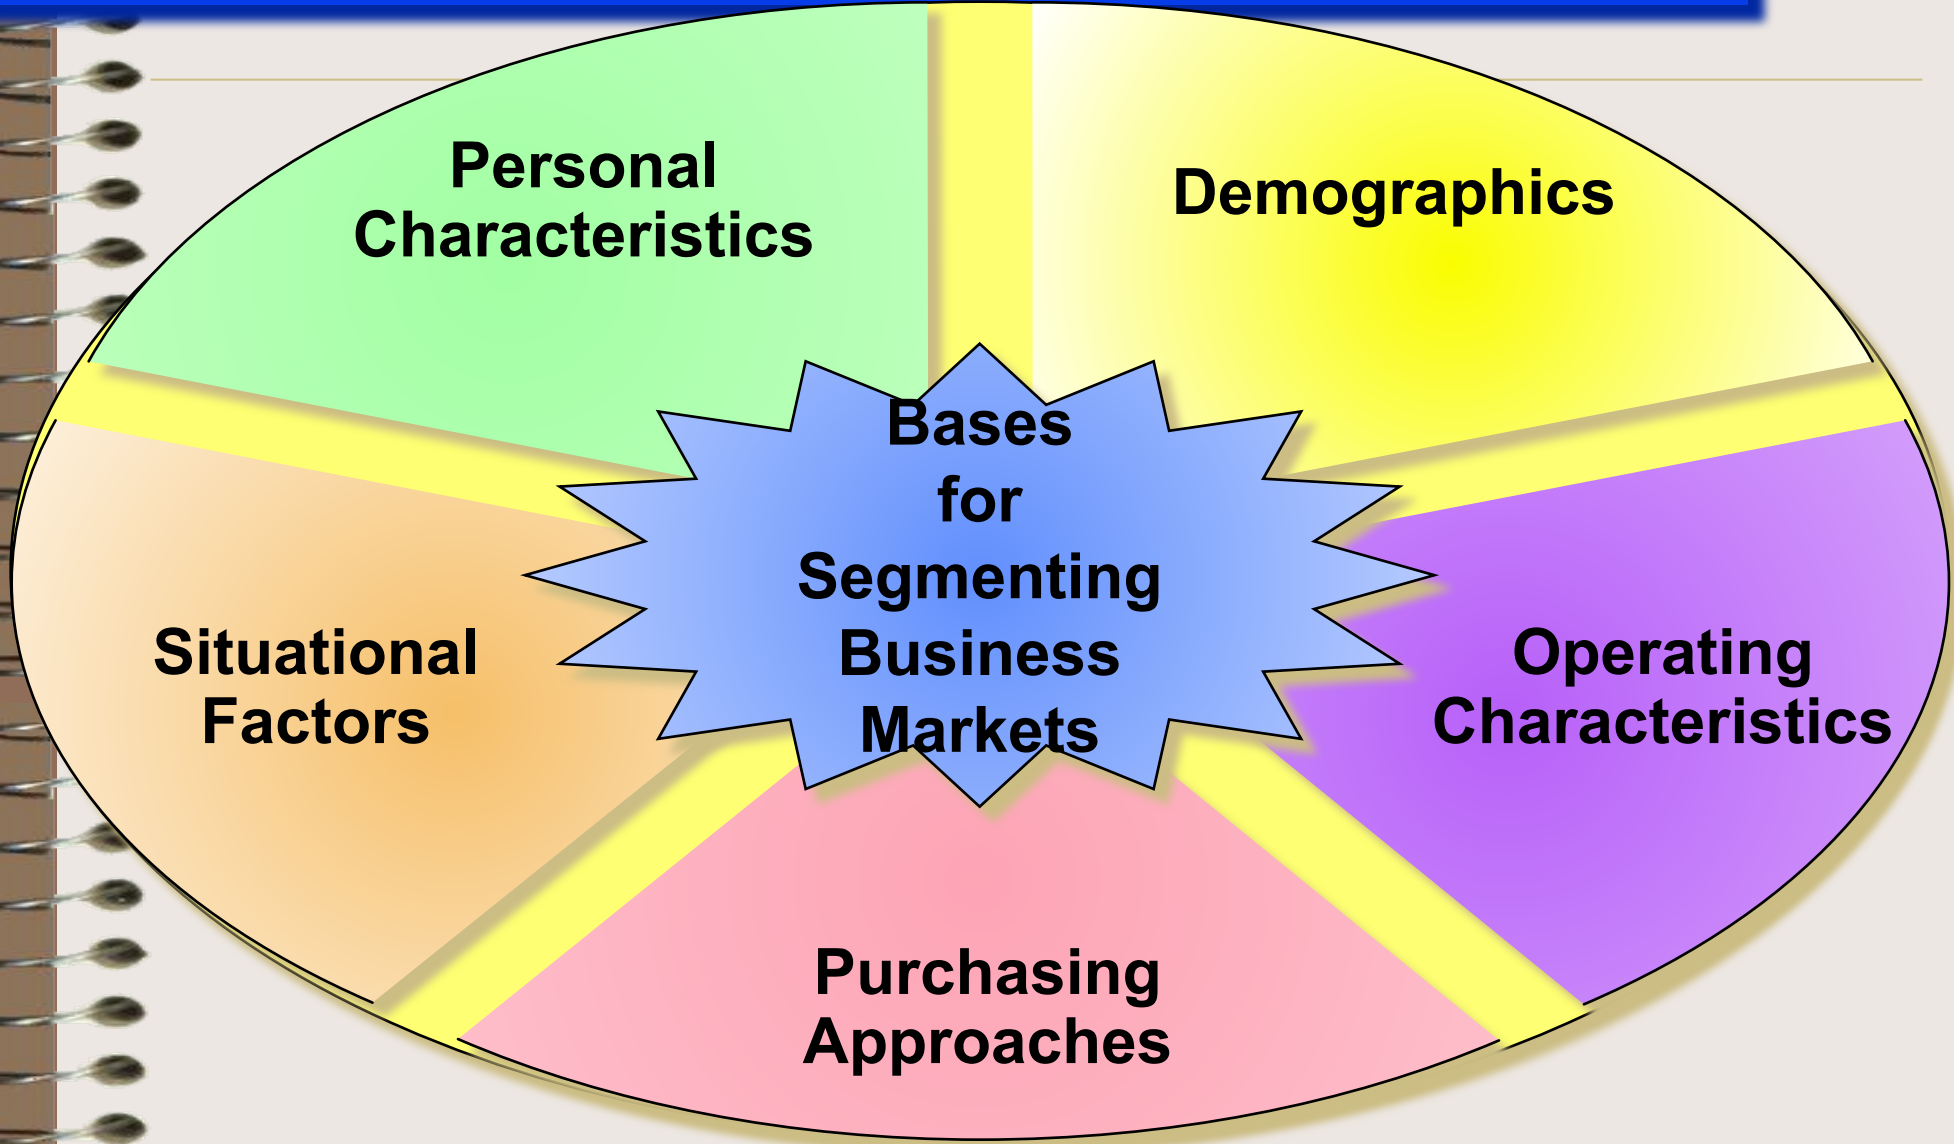 Personal
Characteristics
Demographics
Bases
for
Segmenting
Business
Markets
Situational
Factors
Operating
Characteristics
Purchasing
Approaches